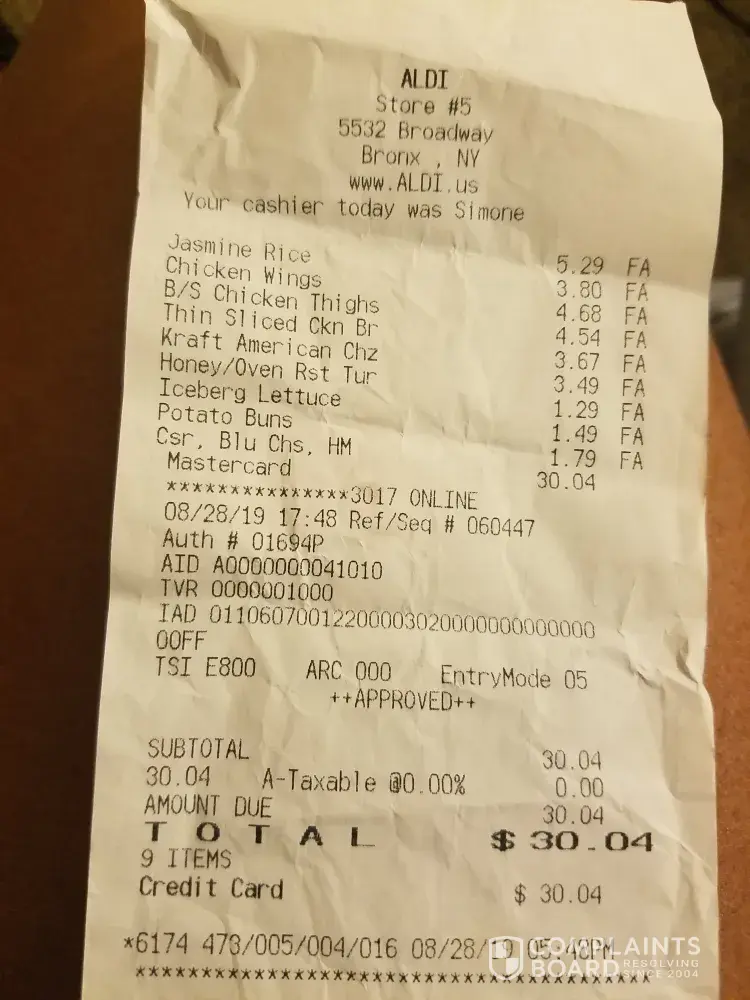 ALDI
Store #5
5532 Broadway
Bronx , NY
www.ALDI.us
Your cashier today was Simone
Jasmine Rice 5.29 FA
Chicken Wings 3.80 FA
B/S Chicken Thighs 4.68 FA
Thin Sliced Ckn Br 4.54 FA
Kraft American Chz 3.67 FA
Honey/Oven Rst Tur 3.49 FA
Iceberg Lettuce 1.29 FA
Potato Buns 1.49 FA
Csr, Blu Chs, HM 1.79 FA
Mastercard 30.04
***************3017 ONLINE
08/28/19 17:48 Ref/Seq # 060447
Auth # 01694P
AID A0000000041010
TVR 0000001000
IAD 01106070012200003020000000000000
00FF
TSI E800 ARC 000 EntryMode 05
++APPROVED++
SUBTOTAL 30.04
30.04 A-Taxable @0.00% 0.00
AMOUNT DUE 30.04
TOTAL $30.04
9 ITEMS
Credit Card $ 30.04
*6174 473/005/004/016 08/28/19 05:48PM
***************************************
COMPLAINTS
BOARD RESOLVING
SINCE 2004